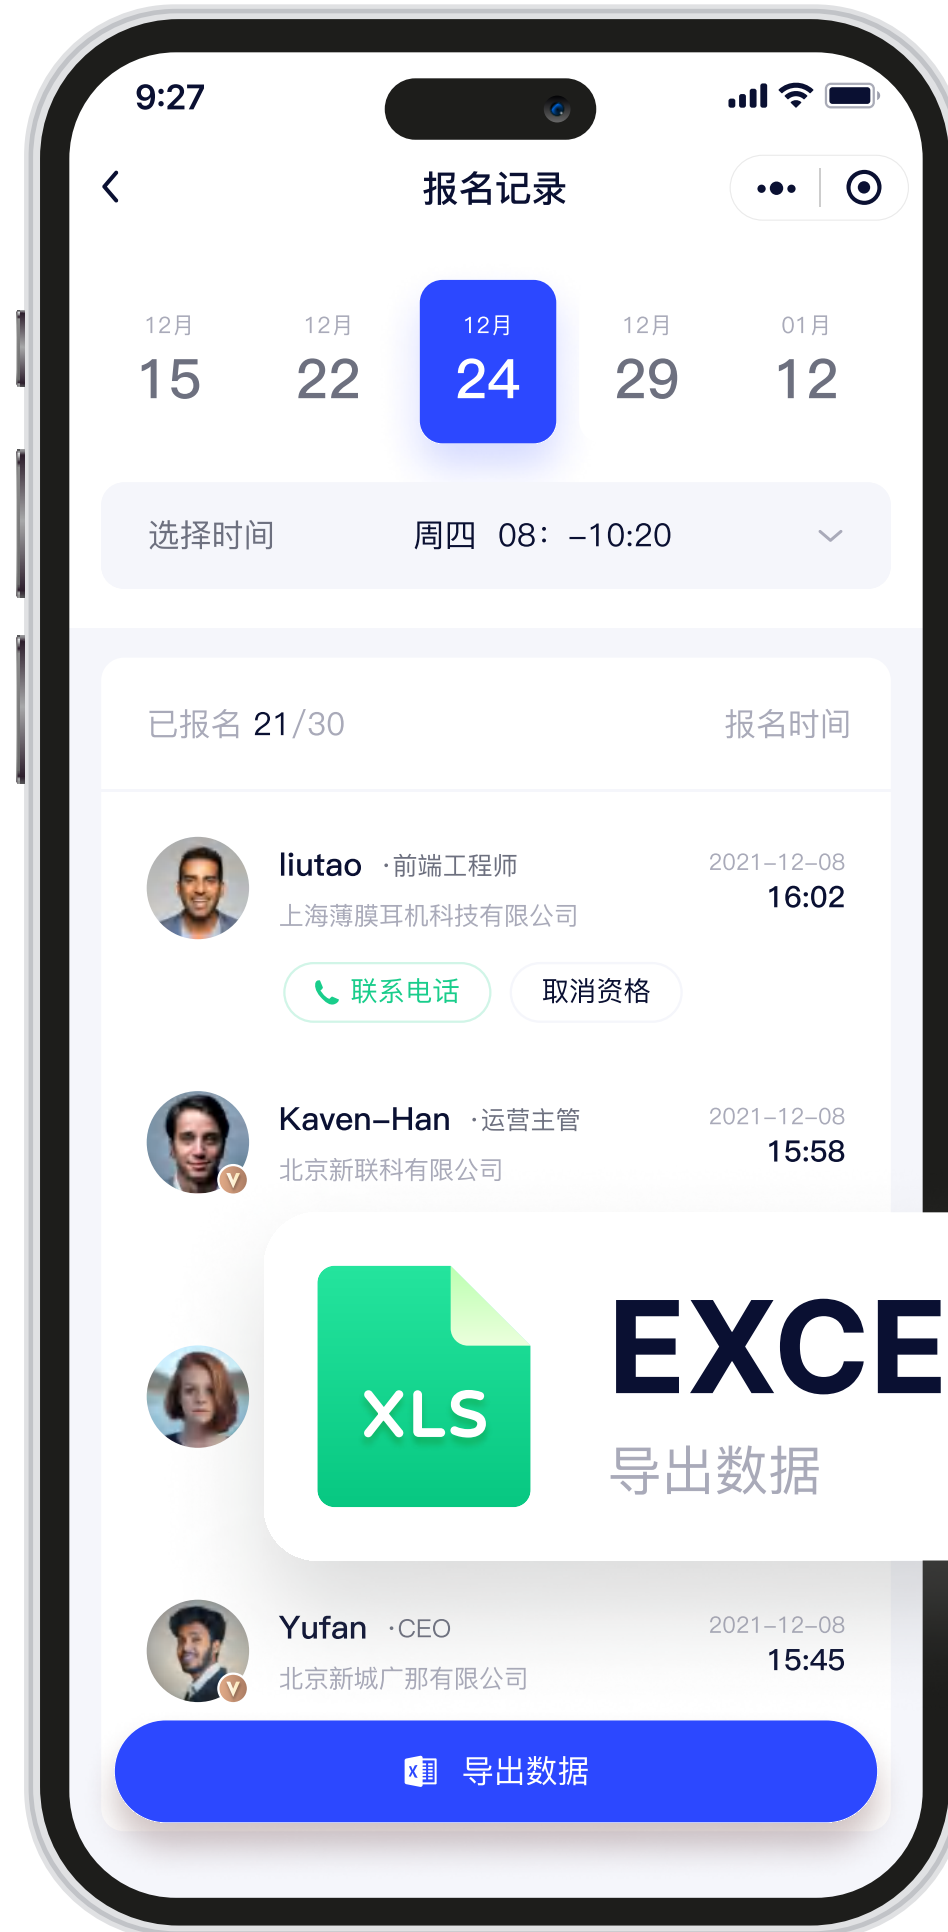 9:27
报名记录
12月 12月 12月 12月 01月
15 22 24 29 12
选择时间 周四 08：–10:20
已报名 21/30 报名时间
liutao ·前端工程师 2021–12–08
16:02
上海薄膜耳机科技有限公司
联系电话 取消资格
Kaven–Han ·运营主管 2021–12–08
15:58
北京新联科有限公司
V
EXCE
XLS
导出数据
Yufan ·CEO 2021–12–08
15:45
北京新城广那有限公司
V
X 导出数据